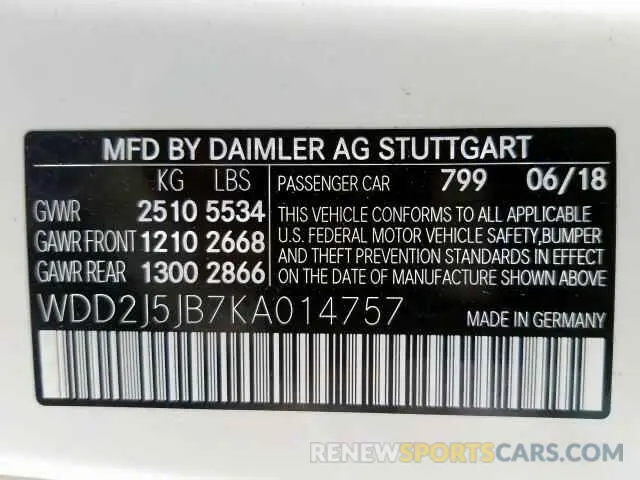 MFD BY DAIMLER AG STUTTGART
KG LBS
GVWR 2510 5534
GAWR FRONT 1210 2668
GAWR REAR 1300 2866
PASSENGER CAR 799 06/18
THIS VEHICLE CONFORMS TO ALL APPLICABLE
U.S. FEDERAL MOTOR VEHICLE SAFETY,BUMPER
AND THEFT PREVENTION STANDARDS IN EFFECT
ON THE DATE OF MANUFACTURE SHOWN ABOVE
WDD2J5JB7KA014757
MADE IN GERMANY
RENEWSPORTSCARS.COM